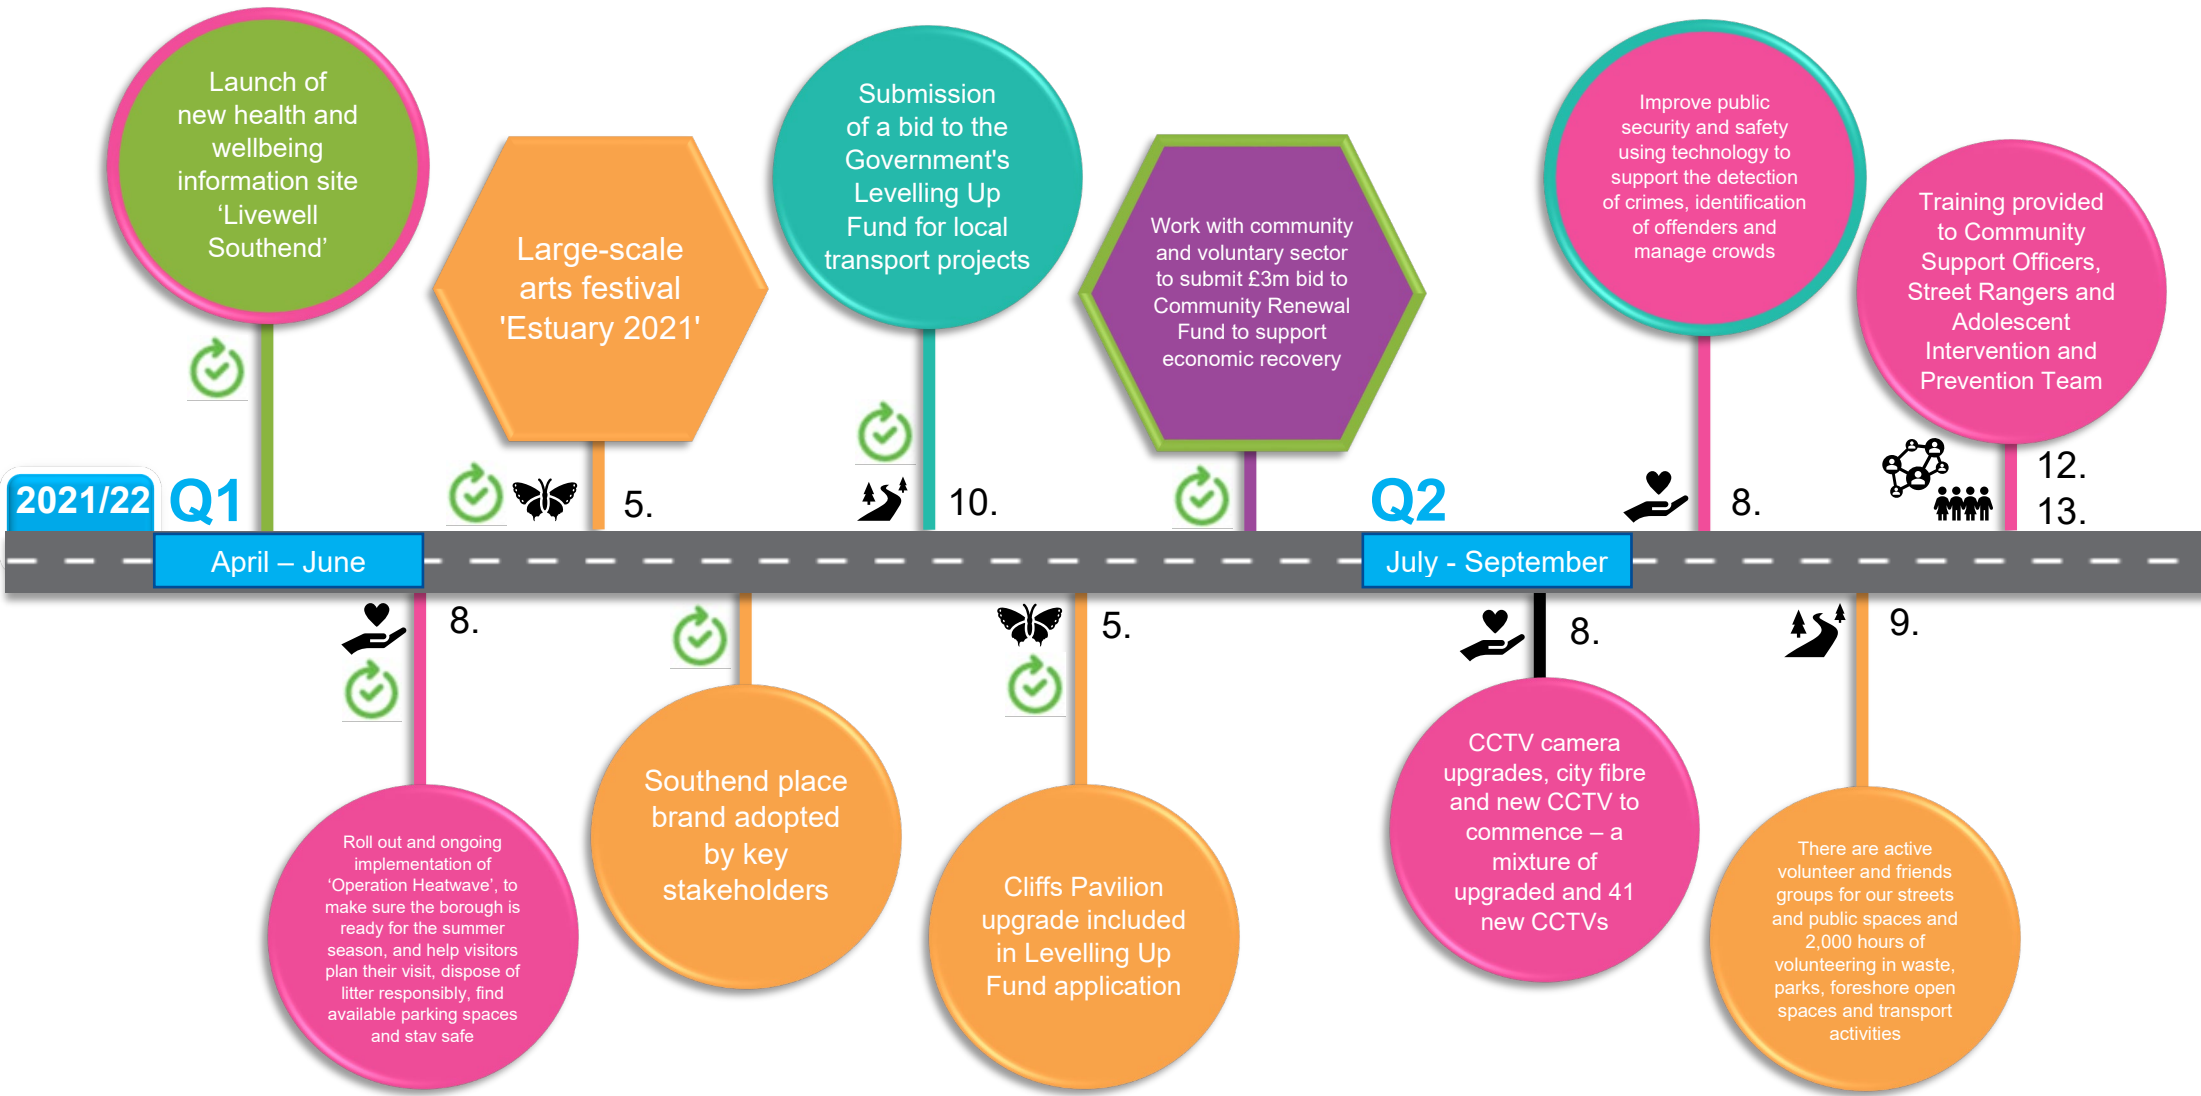 Launch of
new health and
wellbeing
information site
‘Livewell
Southend’
Large-scale
arts festival
'Estuary 2021'
Submission
of a bid to the
Government's
Levelling Up
Fund for local
transport projects
Work with community
and voluntary sector
to submit £3m bid to
Community Renewal
Fund to support
economic recovery
Improve public
security and safety
using technology to
support the detection
of crimes, identification
of offenders and
manage crowds
Training provided
to Community
Support Officers,
Street Rangers and
Adolescent
Intervention and
Prevention Team
2021/22
Q1
5.
10.
Q2
8.
12.
13.
April – June
July - September
8.
5.
8.
9.
Roll out and ongoing
implementation of
‘Operation Heatwave’, to
make sure the borough is
ready for the summer
season, and help visitors
plan their visit, dispose of
litter responsibly, find
available parking spaces
and stay safe
Southend place
brand adopted
by key
stakeholders
Cliffs Pavilion
upgrade included
in Levelling Up
Fund application
CCTV camera
upgrades, city fibre
and new CCTV to
commence – a
mixture of
upgraded and 41
new CCTVs
There are active
volunteer and friends
groups for our streets
and public spaces and
2,000 hours of
volunteering in waste,
parks, foreshore open
spaces and transport
activities